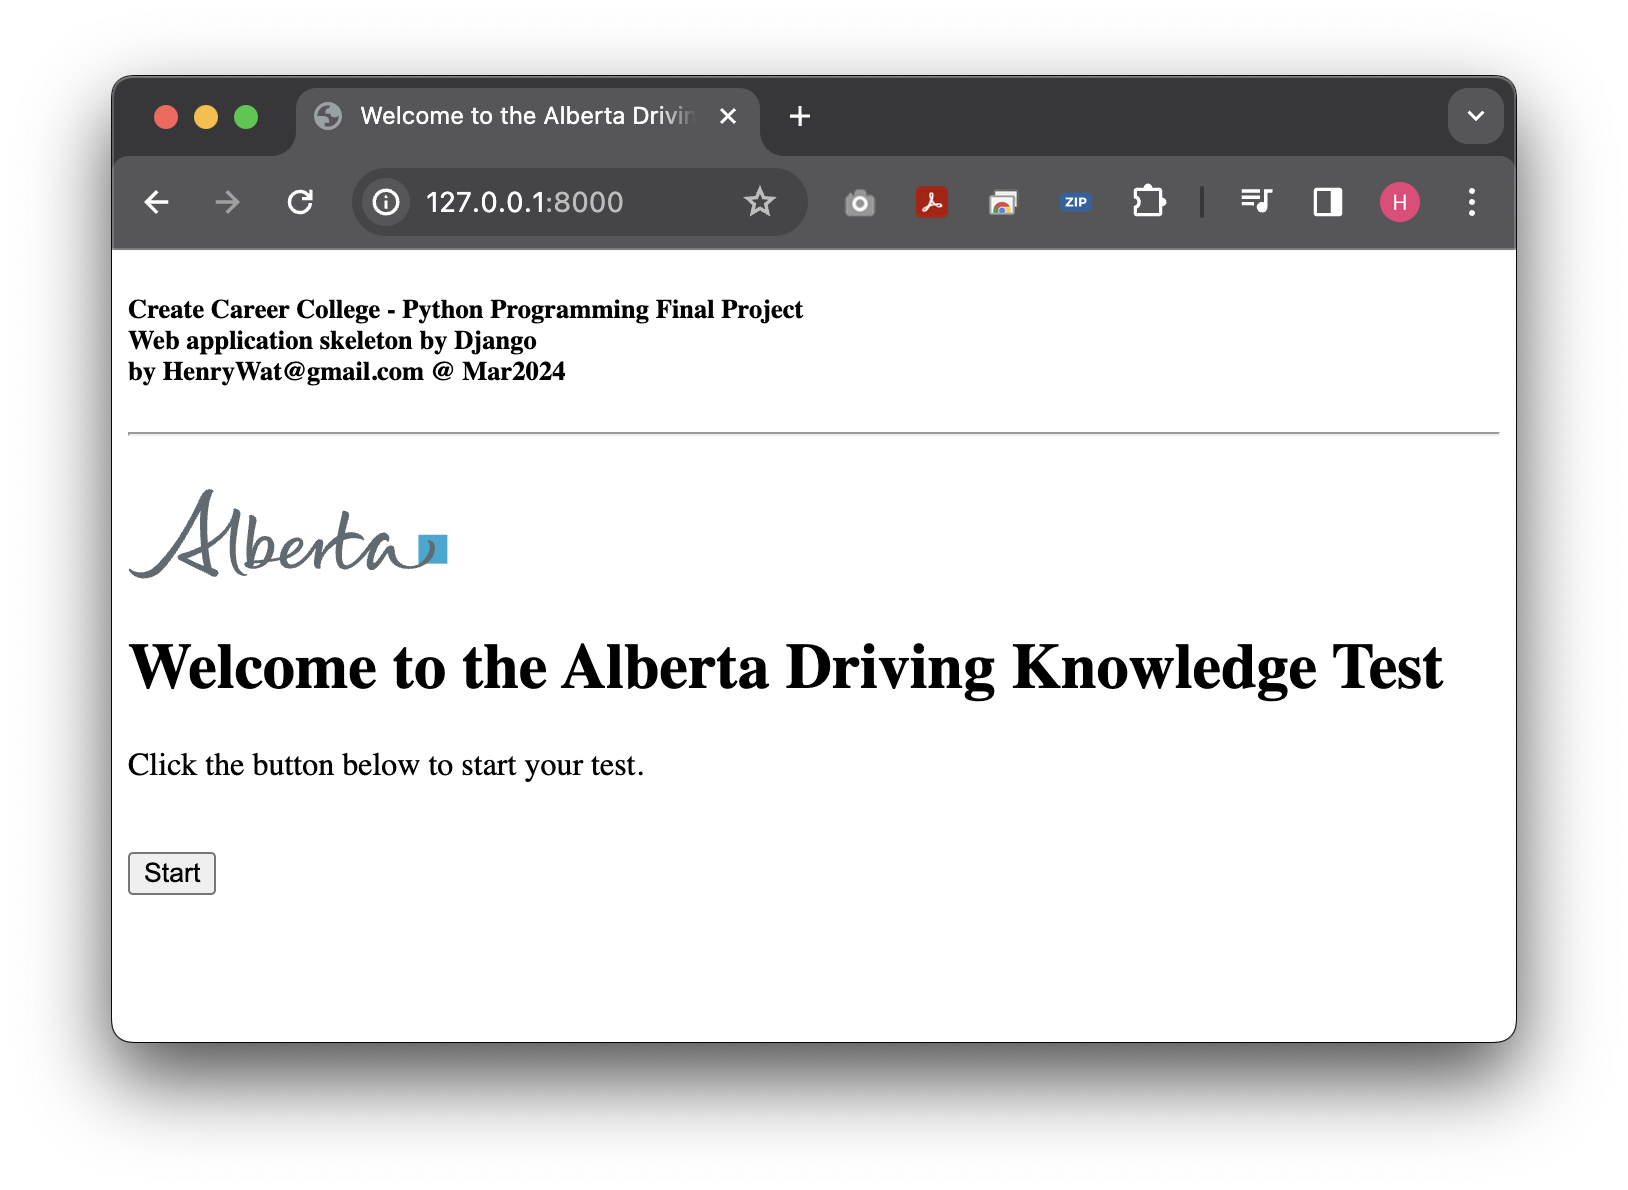 Welcome to the Alberta Drivin
127.0.0.1:8000
ZIP
H
Create Career College - Python Programming Final Project
Web application skeleton by Django
by HenryWat@gmail.com @ Mar2024
Alberta
Welcome to the Alberta Driving Knowledge Test
Click the button below to start your test.
Start